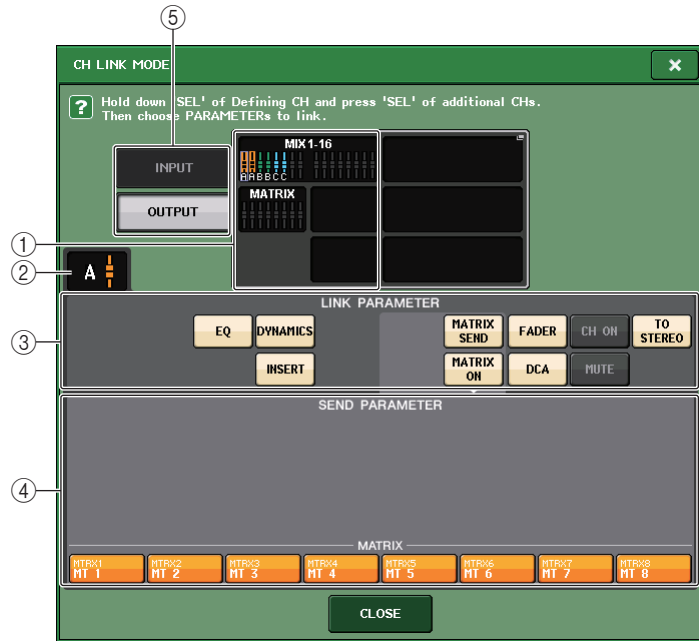 ⑤
CH LINK MODE
Hold down 'SEL' of Defining CH and press 'SEL' of additional CHs.
Then choose PARAMETERs to link.
INPUT
OUTPUT
MIX1-16
AABBCC
MATRIX
①
②
A
③
LINK PARAMETER
EQ
DYNAMICS
MATRIX SEND
FADER
CH ON
TO STEREO
INSERT
MATRIX ON
DCA
MUTE
④
SEND PARAMETER
MATRIX
MTRX1 MTRX2 MTRX3 MTRX4 MTRX5 MTRX6 MTRX7 MTRX8
MT 1 MT 2 MT 3 MT 4 MT 5 MT 6 MT 7 MT 8
CLOSE